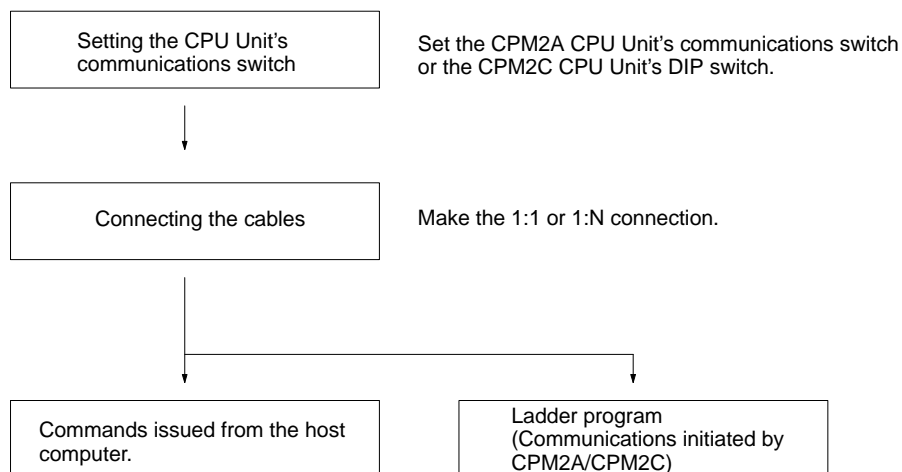 Setting the CPU Unit's
communications switch
Set the CPM2A CPU Unit's communications switch
or the CPM2C CPU Unit's DIP switch.
Connecting the cables
Make the 1:1 or 1:N connection.
Commands issued from the host
computer.
Ladder program
(Communications initiated by
CPM2A/CPM2C)